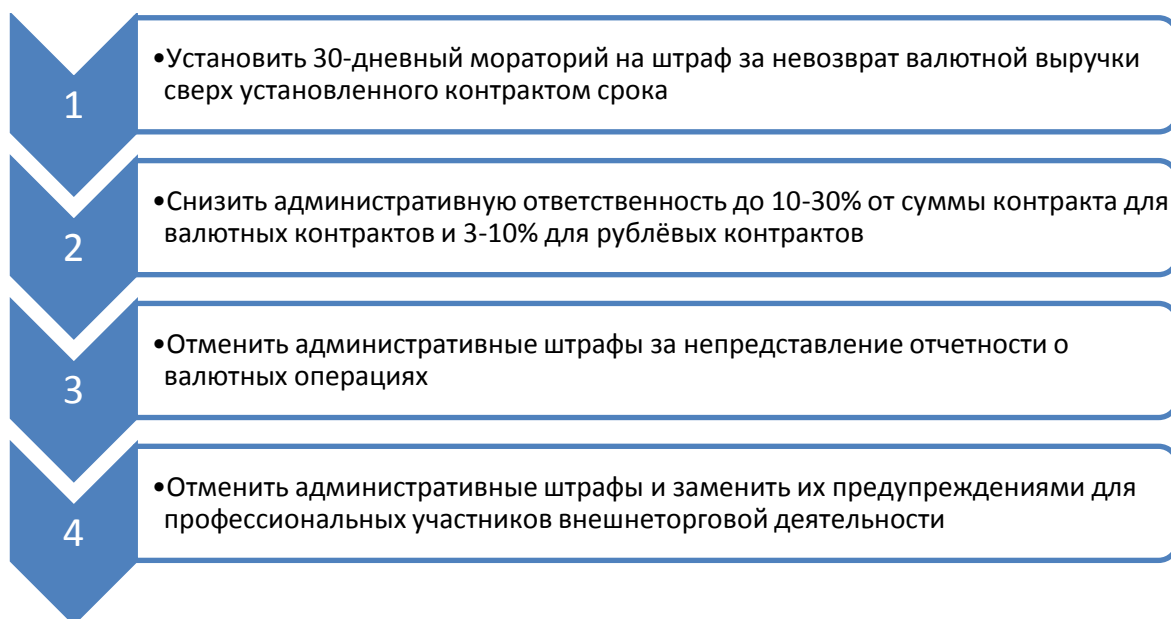 1
•Установить 30-дневный мораторий на штраф за невозврат валютной выручки
сверх установленного контрактом срока
2
•Снизить административную ответственность до 10-30% от суммы контракта для
валютных контрактов и 3-10% для рублёвых контрактов
3
•Отменить административные штрафы за непредставление отчетности о
валютных операциях
4
•Отменить административные штрафы и заменить их предупреждениями для
профессиональных участников внешнеторговой деятельности